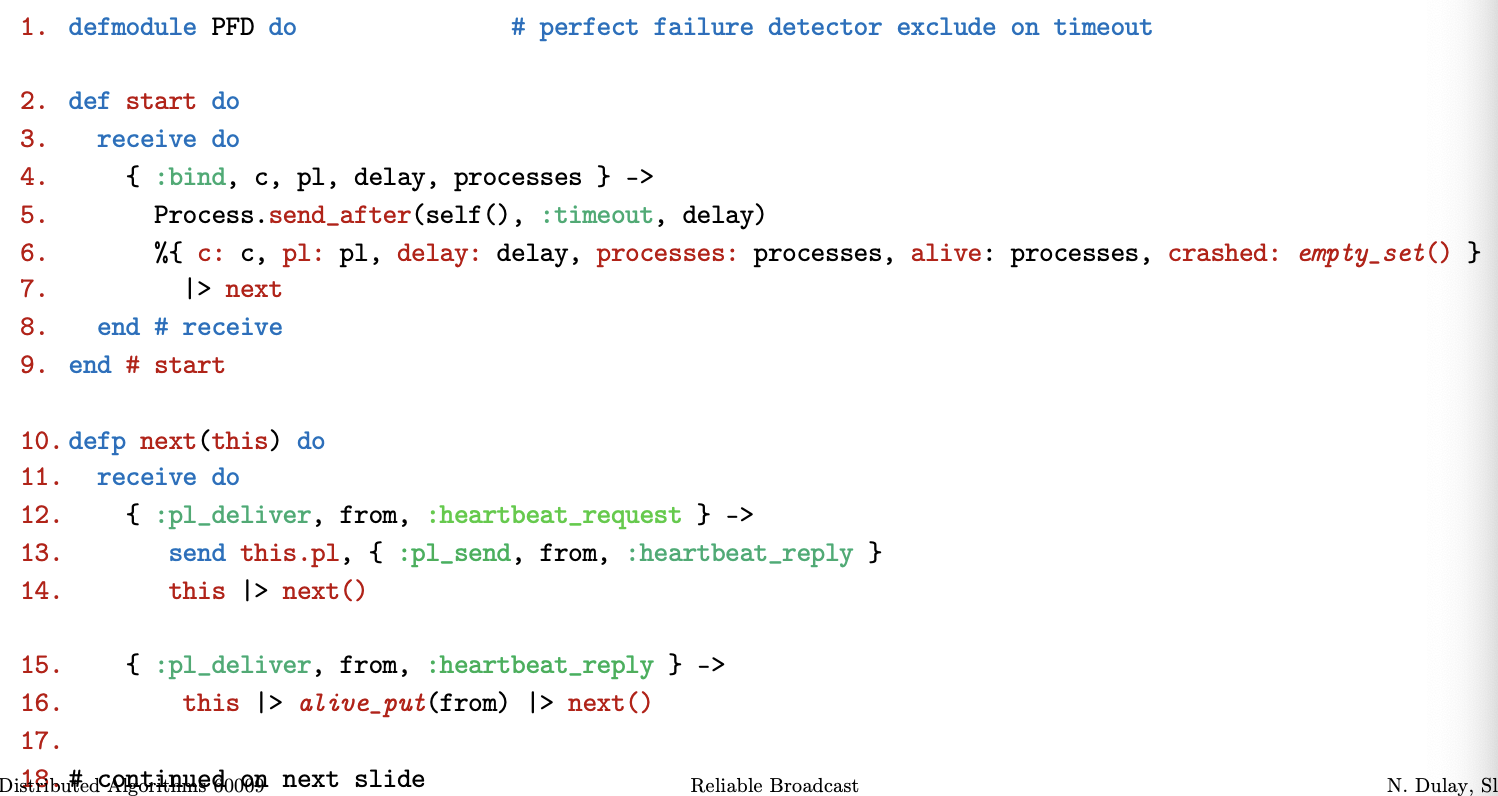 1. defmodule PFD do # perfect failure detector exclude on timeout
2. def start do
3. receive do
4. { :bind, c, pl, delay, processes } ->
5. Process.send_after(self(), :timeout, delay)
6. %{ c: c, pl: pl, delay: delay, processes: processes, alive: processes, crashed: empty_set() }
7. |> next
8. end # receive
9. end # start
10. defp next(this) do
11. receive do
12. { :pl_deliver, from, :heartbeat_request } ->
13. send this.pl, { :pl_send, from, :heartbeat_reply }
14. this |> next()
15. { :pl_deliver, from, :heartbeat_reply } ->
16. this |> alive_put(from) |> next()
17.
18. # continued on next slide
Distributed Algorithms 60009 Reliable Broadcast N. Dulay, Sl